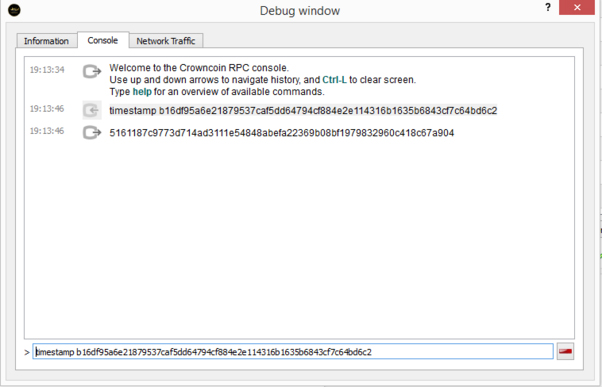 Debug window
?
Information
Console
Network Traffic
19:13:34
Welcome to the Crowncoin RPC console.
Use up and down arrows to navigate history, and Ctrl-L to clear screen.
Type help for an overview of available commands.
19:13:46
timestamp b16df95a6e21879537caf5dd64794cf884e2e114316b1635b6843cf7c64bd6c2
19:13:46
5161187c9773d714ad3111e54848abefa22369b08bf1979832960c418c67a904
> timestamp b16df95a6e21879537caf5dd64794cf884e2e114316b1635b6843cf7c64bd6c2